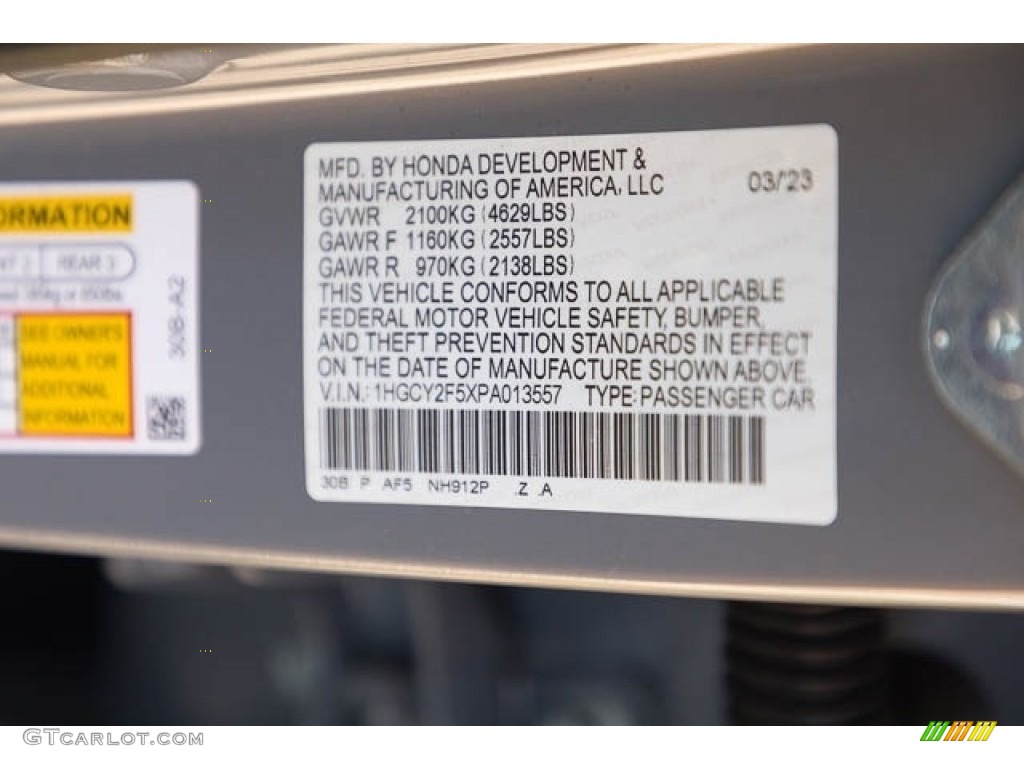 ORMATION
REAR 3
SEE OWNER'S
MANUAL FOR
ADDITIONAL
INFORMATION
30B-A2
MFD. BY HONDA DEVELOPMENT &
MANUFACTURING OF AMERICA, LLC 03/'23
GVWR 2100KG (4629LBS)
GAWR F 1160KG (2557LBS)
GAWR R 970KG (2138LBS)
THIS VEHICLE CONFORMS TO ALL APPLICABLE
FEDERAL MOTOR VEHICLE SAFETY, BUMPER,
AND THEFT PREVENTION STANDARDS IN EFFECT
ON THE DATE OF MANUFACTURE SHOWN ABOVE.
V.I.N.: 1HGCY2F5XPA013557 TYPE: PASSENGER CAR
30B P AF5 NH912P .Z .A
GTCarLot.com